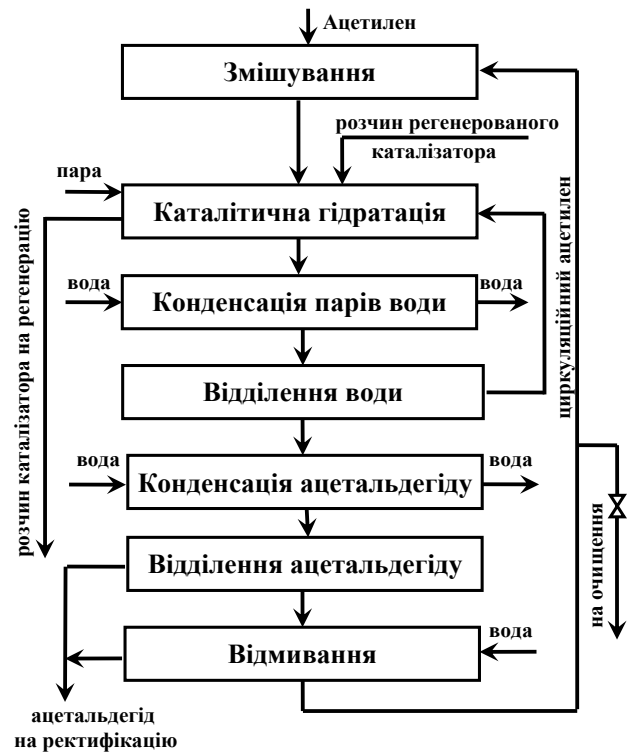 Ацетилен
Змішування
розчин регенерованого
каталізатора
пара
Каталітична гідратація
вода
Конденсація парів води
вода
Відділення води
циркуляційний ацетилен
розчин каталізатора на регенерацію
вода
Конденсація ацетальдегіду
вода
Відділення ацетальдегіду
на очищення
вода
Відмивання
ацетальдегід
на ректифікацію